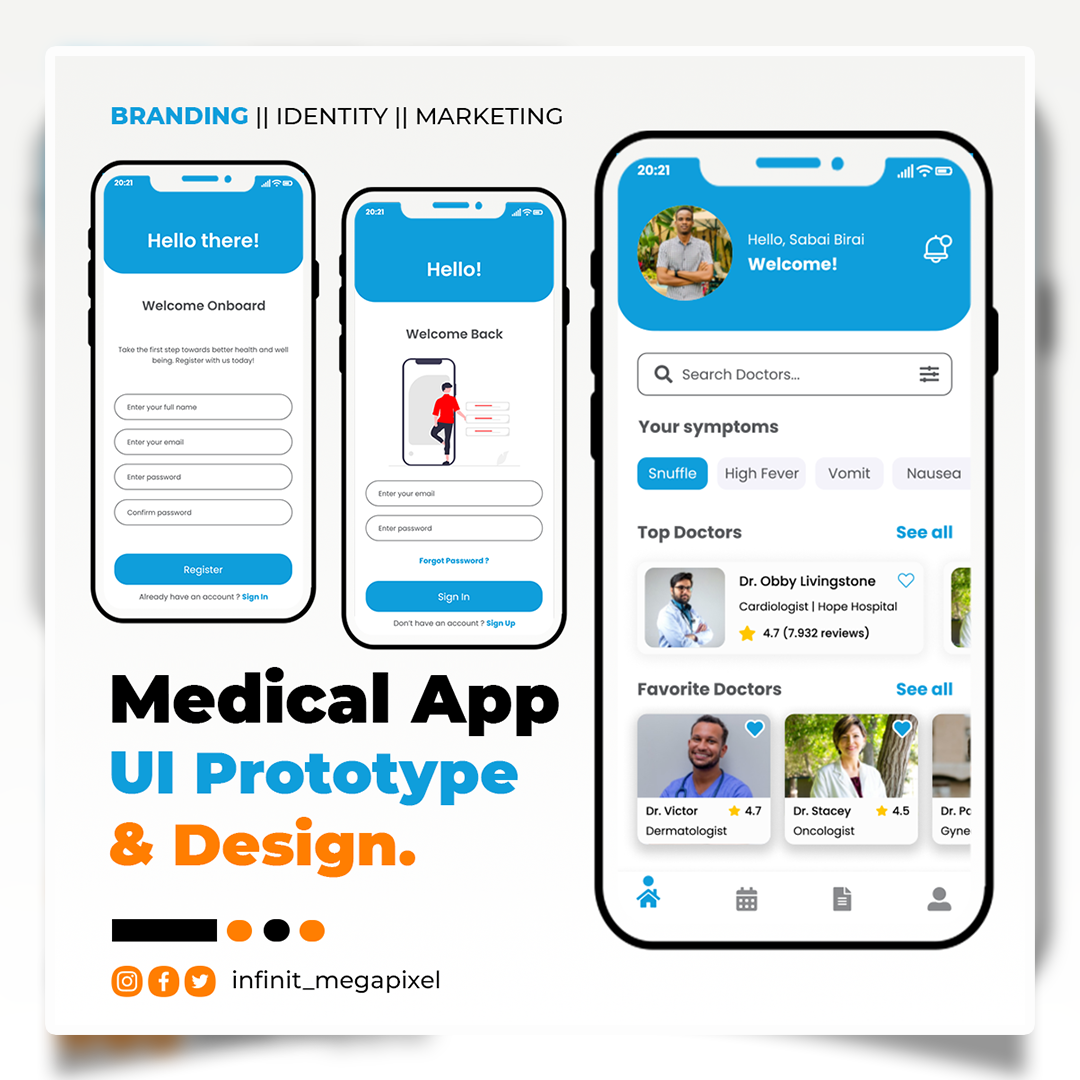 BRANDING || IDENTITY || MARKETING
20:21
Hello there!
Welcome Onboard
Take the first step towards better health and well
being. Register with us today!
Enter your full name
Enter your email
Enter password
Confirm password
Register
Already have an account ? Sign In
20:21
Hello!
Welcome Back
Enter your email
Enter password
Forgot Password ?
Sign In
Don't have an account ? Sign Up
20:21
Hello, Sabai Birai
Welcome!
Search Doctors...
Your symptoms
Snuffle High Fever Vomit Nausea
Top Doctors See all
Dr. Obby Livingstone
Cardiologist | Hope Hospital
4.7 (7.932 reviews)
Favorite Doctors See all
Dr. Victor 4.7
Dermatologist
Dr. Stacey 4.5
Oncologist
Dr. Pa
Gyne
Medical App
UI Prototype
& Design.
infinit_megapixel